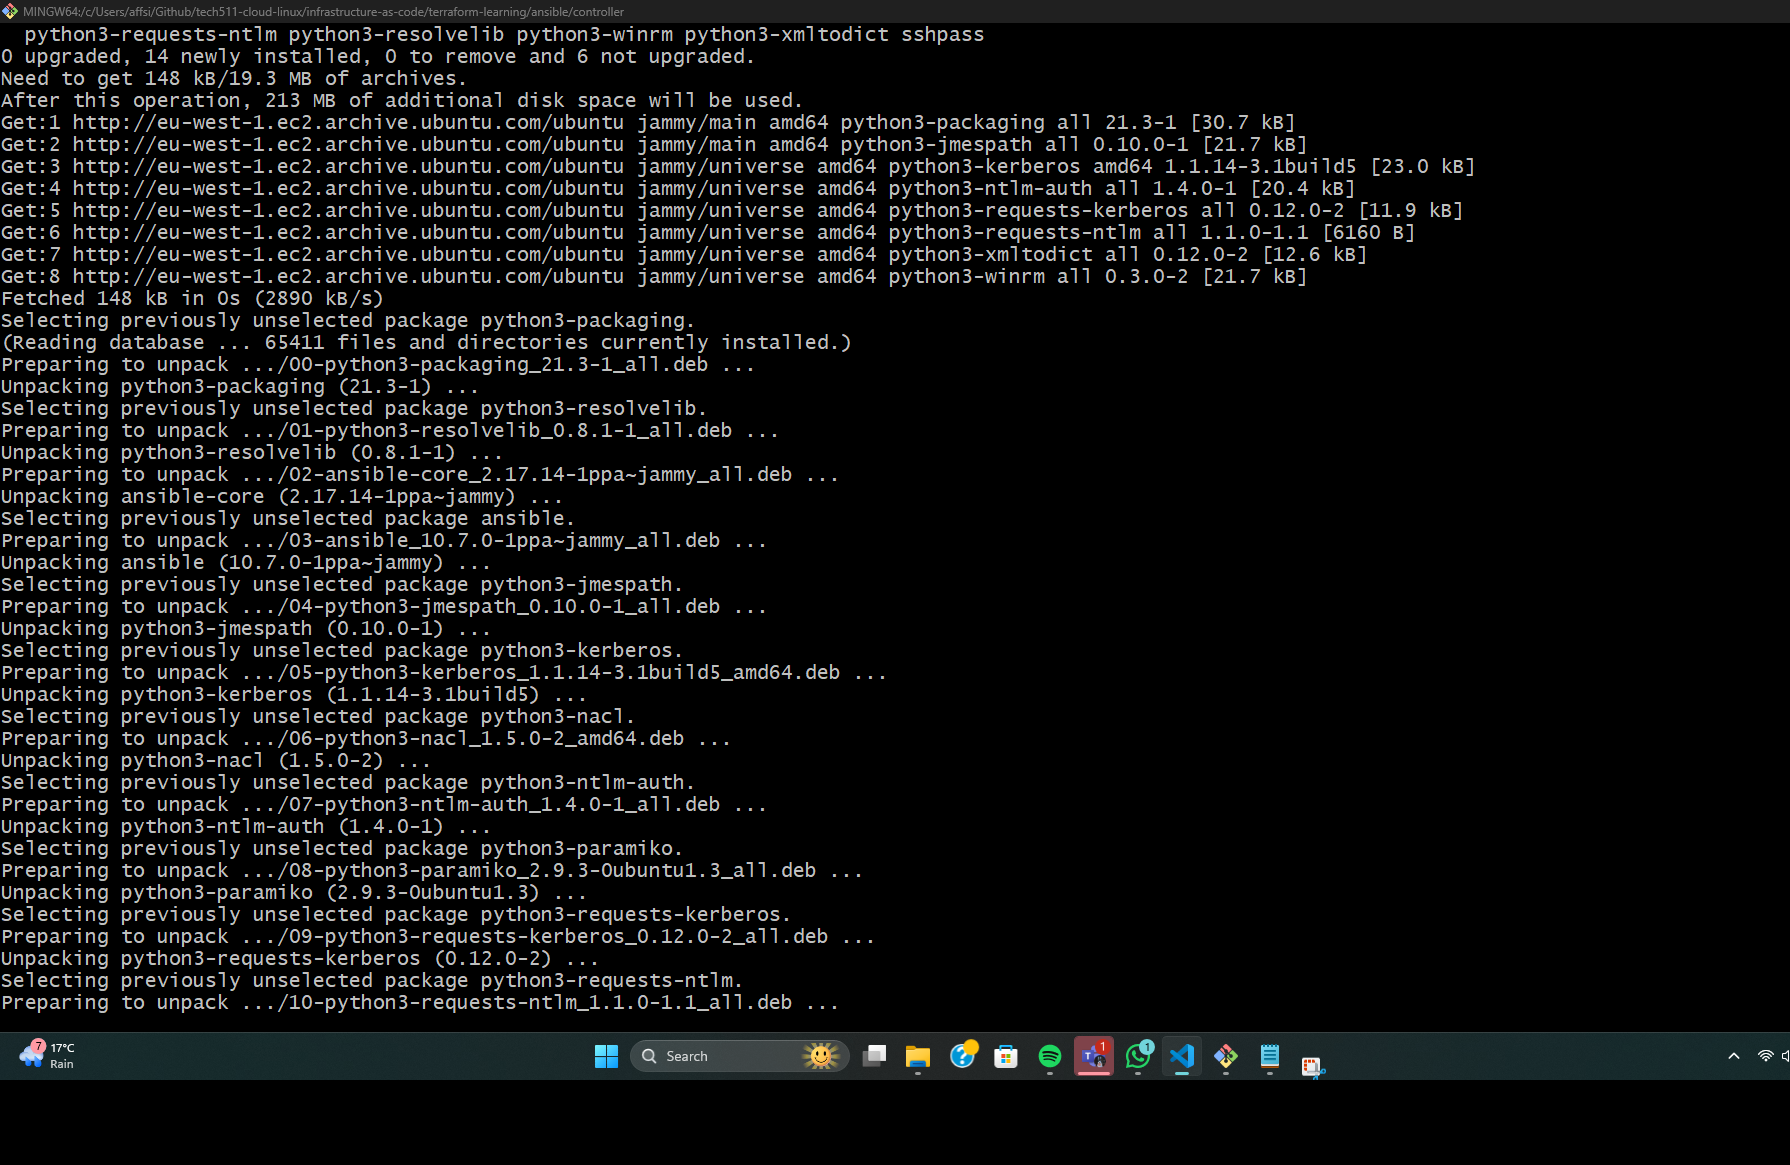 MINGW64:/c/Users/affsi/Github/tech511-cloud-linux/infrastructure-as-code/terraform-learning/ansible/controller
python3-requests-ntlm python3-resolvelib python3-winrm python3-xmltodict sshpass
0 upgraded, 14 newly installed, 0 to remove and 6 not upgraded.
Need to get 148 kB/19.3 MB of archives.
After this operation, 213 MB of additional disk space will be used.
Get:1 http://eu-west-1.ec2.archive.ubuntu.com/ubuntu jammy/main amd64 python3-packaging all 21.3-1 [30.7 kB]
Get:2 http://eu-west-1.ec2.archive.ubuntu.com/ubuntu jammy/main amd64 python3-jmespath all 0.10.0-1 [21.7 kB]
Get:3 http://eu-west-1.ec2.archive.ubuntu.com/ubuntu jammy/universe amd64 python3-kerberos amd64 1.1.14-3.1build5 [23.0 kB]
Get:4 http://eu-west-1.ec2.archive.ubuntu.com/ubuntu jammy/universe amd64 python3-ntlm-auth all 1.4.0-1 [20.4 kB]
Get:5 http://eu-west-1.ec2.archive.ubuntu.com/ubuntu jammy/universe amd64 python3-requests-kerberos all 0.12.0-2 [11.9 kB]
Get:6 http://eu-west-1.ec2.archive.ubuntu.com/ubuntu jammy/universe amd64 python3-requests-ntlm all 1.1.0-1.1 [6160 B]
Get:7 http://eu-west-1.ec2.archive.ubuntu.com/ubuntu jammy/universe amd64 python3-xmltodict all 0.12.0-2 [12.6 kB]
Get:8 http://eu-west-1.ec2.archive.ubuntu.com/ubuntu jammy/universe amd64 python3-winrm all 0.3.0-2 [21.7 kB]
Fetched 148 kB in 0s (2890 kB/s)
Selecting previously unselected package python3-packaging.
(Reading database ... 65411 files and directories currently installed.)
Preparing to unpack .../00-python3-packaging_21.3-1_all.deb ...
Unpacking python3-packaging (21.3-1) ...
Selecting previously unselected package python3-resolvelib.
Preparing to unpack .../01-python3-resolvelib_0.8.1-1_all.deb ...
Unpacking python3-resolvelib (0.8.1-1) ...
Preparing to unpack .../02-ansible-core_2.17.14-1ppa~jammy_all.deb ...
Unpacking ansible-core (2.17.14-1ppa~jammy) ...
Selecting previously unselected package ansible.
Preparing to unpack .../03-ansible_10.7.0-1ppa~jammy_all.deb ...
Unpacking ansible (10.7.0-1ppa~jammy) ...
Selecting previously unselected package python3-jmespath.
Preparing to unpack .../04-python3-jmespath_0.10.0-1_all.deb ...
Unpacking python3-jmespath (0.10.0-1) ...
Selecting previously unselected package python3-kerberos.
Preparing to unpack .../05-python3-kerberos_1.1.14-3.1build5_amd64.deb ...
Unpacking python3-kerberos (1.1.14-3.1build5) ...
Selecting previously unselected package python3-nacl.
Preparing to unpack .../06-python3-nacl_1.5.0-2_amd64.deb ...
Unpacking python3-nacl (1.5.0-2) ...
Selecting previously unselected package python3-ntlm-auth.
Preparing to unpack .../07-python3-ntlm-auth_1.4.0-1_all.deb ...
Unpacking python3-ntlm-auth (1.4.0-1) ...
Selecting previously unselected package python3-paramiko.
Preparing to unpack .../08-python3-paramiko_2.9.3-0ubuntu1.3_all.deb ...
Unpacking python3-paramiko (2.9.3-0ubuntu1.3) ...
Selecting previously unselected package python3-requests-kerberos.
Preparing to unpack .../09-python3-requests-kerberos_0.12.0-2_all.deb ...
Unpacking python3-requests-kerberos (0.12.0-2) ...
Selecting previously unselected package python3-requests-ntlm.
Preparing to unpack .../10-python3-requests-ntlm_1.1.0-1.1_all.deb ...
7
17°C
Rain
Search
1
1